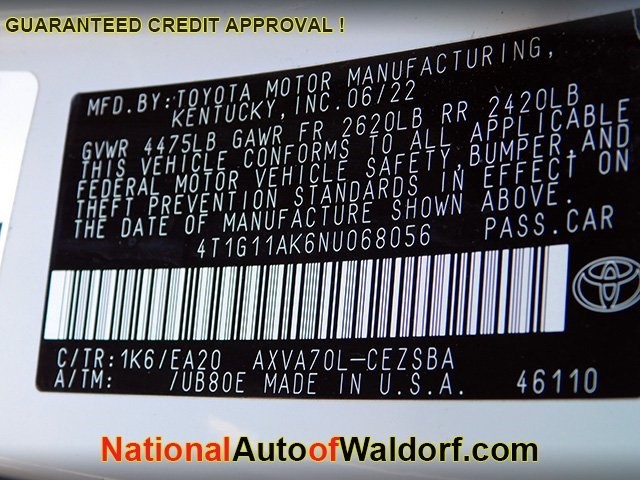 GUARANTEED CREDIT APPROVAL !
MFD.BY:TOYOTA MOTOR MANUFACTURING,
KENTUCKY,INC.06/22
GVWR 4475LB GAWR FR 2620LB RR 2420LB
THIS VEHICLE CONFORMS TO ALL APPLICABLE
FEDERAL MOTOR VEHICLE SAFETY,BUMPER,AND
THEFT PREVENTION STANDARDS IN EFFECT ON
THE DATE OF MANUFACTURE SHOWN ABOVE.
4T1G11AK6NU068056 PASS.CAR
C/TR:1K6/EA20 AXVA70L-CEZSBA
A/TM: /UB80E MADE IN U.S.A. 46110
NationalAutoofWaldorf.com